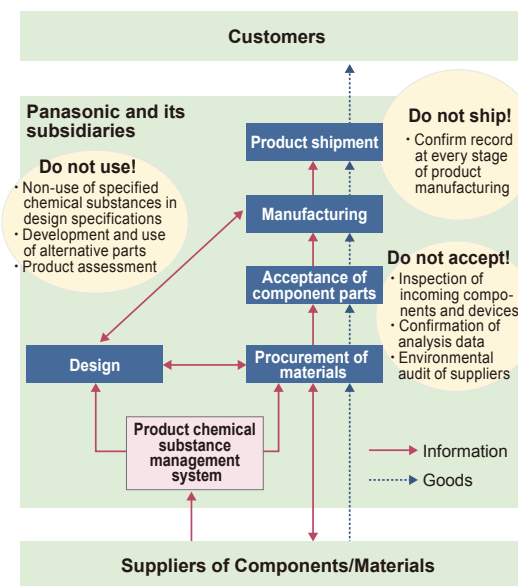 Customers
Panasonic and its
subsidiaries
Do not use!
・Non-use of specified
chemical substances in
design specifications
・Development and use
of alternative parts
・Product assessment
Do not ship!
・Confirm record
at every stage
of product
manufacturing
Product shipment
Manufacturing
Do not accept!
・Inspection of
incoming compo-
nents and devices
・Confirmation of
analysis data
・Environmental
audit of suppliers
Acceptance of
component parts
Design
Procurement of
materials
Product chemical
substance
management
system
Information
Goods
Suppliers of Components/Materials